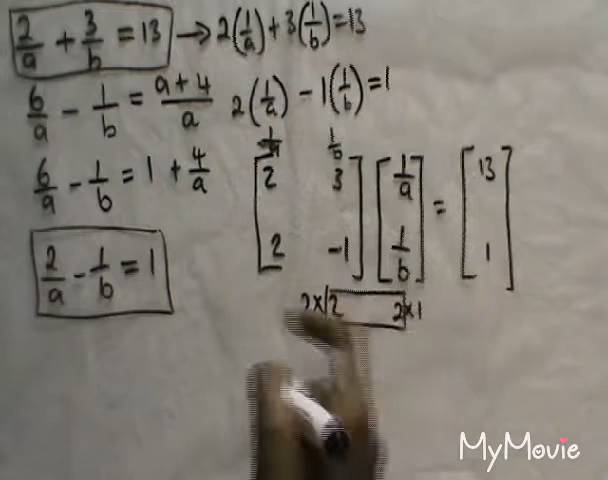 2/a + 3/b = 13 → 2(1/a) + 3(1/b) = 13
6/a - 1/b = a+4/a 2(1/a) - 1(1/b) = 1
6/a - 1/b = 1 + 4/a
1/a 1/b
[2 3; 2 -1] [1/a; 1/b] = [13; 1]
2/a - 1/b = 1
2×2 2×1
MyMovie